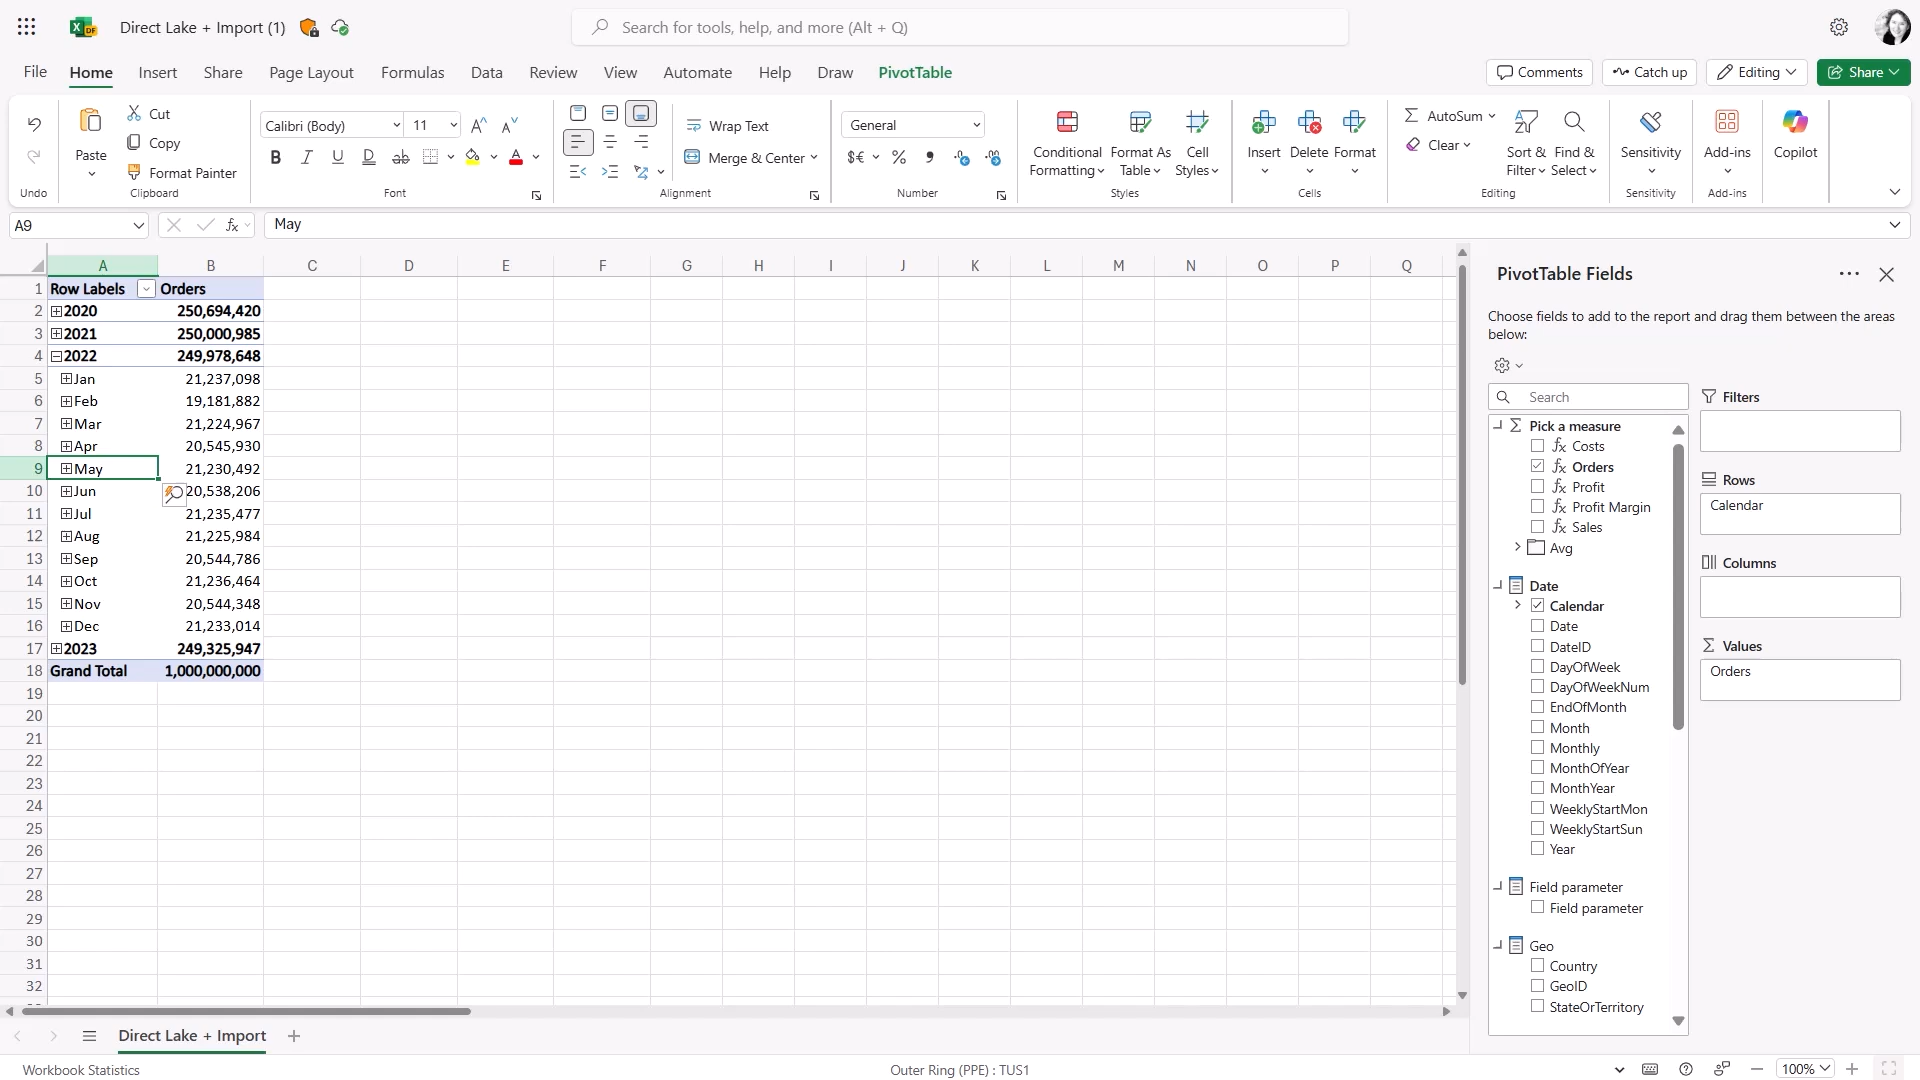 Direct Lake + Import (1)
Search for tools, help, and more (Alt + Q)
File Home Insert Share Page Layout Formulas Data Review View Automate Help Draw PivotTable
Comments Catch up Editing Share
Paste
Cut
Copy
Format Painter
Calibri (Body) 11
Wrap Text
Merge & Center
General
Conditional Formatting
Format As Table
Cell Styles
Insert Delete Format
AutoSum
Clear
Sort & Filter
Find & Select
Sensitivity
Add-ins
Copilot
Undo Clipboard Font Alignment Number Styles Cells Editing Sensitivity Add-ins
A9 fx May
A B C D E F G H I J K L M N O P Q
1 Row Labels Orders
2 2020 250,694,420
3 2021 250,000,985
4 2022 249,978,648
5 Jan 21,237,098
6 Feb 19,181,882
7 Mar 21,224,967
8 Apr 20,545,930
9 May 21,230,492
10 Jun 20,538,206
11 Jul 21,235,477
12 Aug 21,225,984
13 Sep 20,544,786
14 Oct 21,236,464
15 Nov 20,544,348
16 Dec 21,233,014
17 2023 249,325,947
18 Grand Total 1,000,000,000
19
20
21
22
23
24
25
26
27
28
29
30
31
32
PivotTable Fields
Choose fields to add to the report and drag them between the areas
below:
Search
Pick a measure
fx Costs
fx Orders
fx Profit
fx Profit Margin
fx Sales
Avg
Date
Calendar
Date
DateID
DayOfWeek
DayOfWeekNum
EndOfMonth
Month
Monthly
MonthOfYear
MonthYear
WeeklyStartMon
WeeklyStartSun
Year
Field parameter
Field parameter
Geo
Country
GeoID
StateOrTerritory
Filters
Rows
Calendar
Columns
Values
Orders
Direct Lake + Import
Workbook Statistics
Outer Ring (PPE) : TUS1
100%